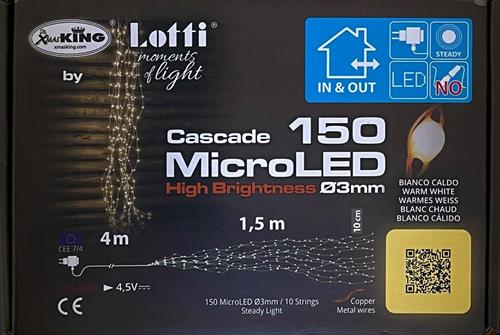 XmasKING
xmasking.com
by
Lotti®
moments
of light
IN & OUT
STEADY
LED
NO
Cascade 150
MicroLED
High Brightness Ø3mm
BIANCO CALDO
WARM WHITE
WARMES WEISS
BLANC CHAUD
BLANCO CÁLIDO
4m
1,5 m
10 cm
CEE 7/4
4,5V
CE
150 MicroLED Ø3mm / 10 Strings
Steady Light
Copper
Metal wires